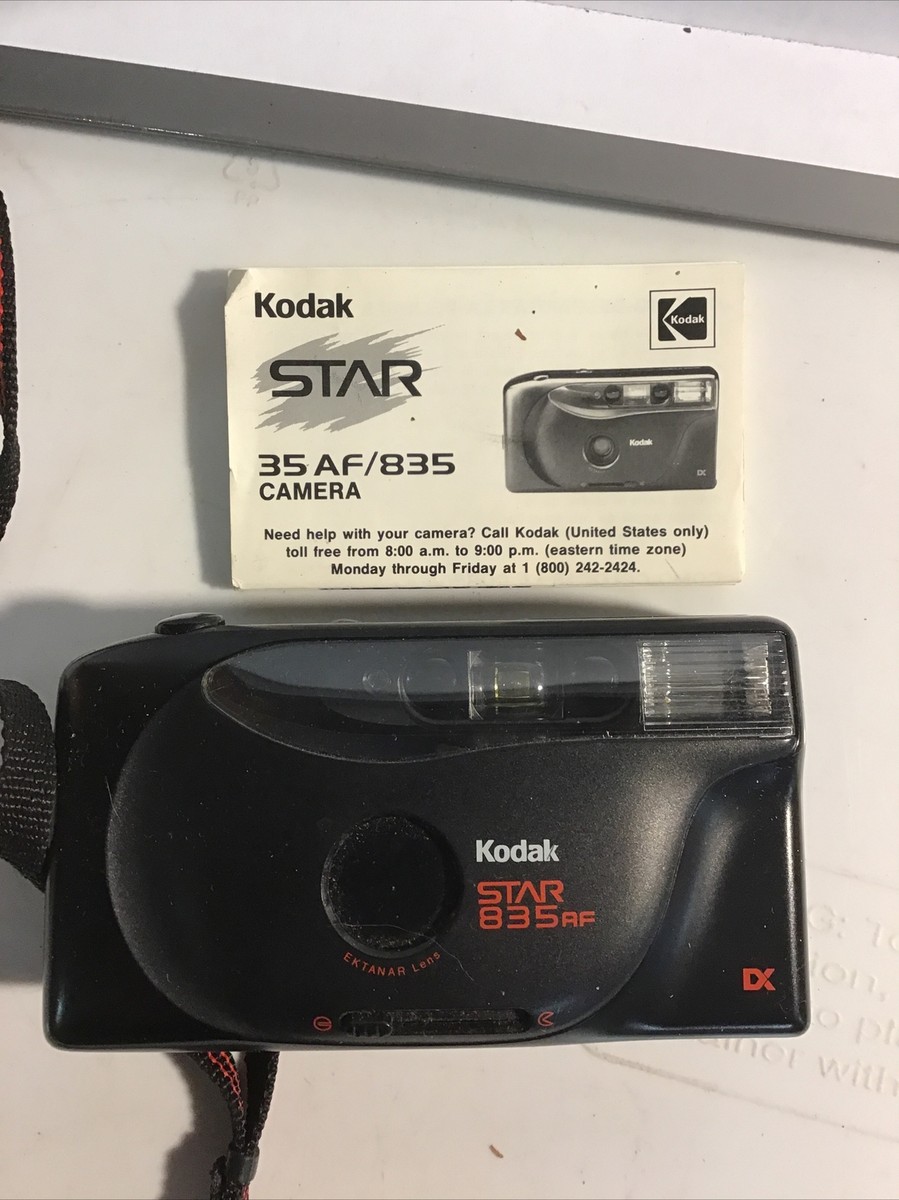 Kodak
Kodak
STAR
Kodak
DX
35 AF/835
CAMERA
Need help with your camera? Call Kodak (United States only)
toll free from 8:00 a.m. to 9:00 p.m. (eastern time zone)
Monday through Friday at 1 (800) 242-2424.
Kodak
STAR
835AF
EKTANAR Lens
DX